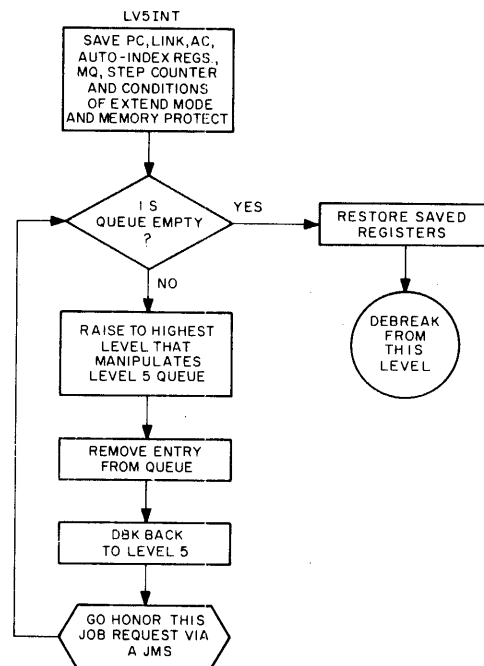 LV5INT
SAVE PC, LINK, AC,
AUTO-INDEX REGS.,
MQ, STEP COUNTER
AND CONDITIONS
OF EXTEND MODE
AND MEMORY PROTECT
IS
QUEUE EMPTY
?
YES
RESTORE SAVED
REGISTERS
NO
DEBREAK
FROM
THIS
LEVEL
RAISE TO HIGHEST
LEVEL THAT
MANIPULATES
LEVEL 5 QUEUE
REMOVE ENTRY
FROM QUEUE
DBK BACK
TO LEVEL 5
GO HONOR THIS
JOB REQUEST VIA
A JMS